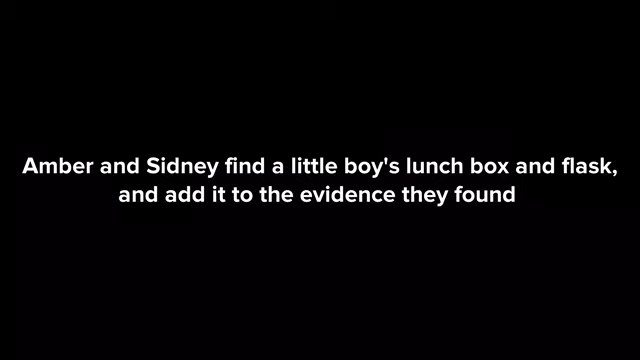 Amber and Sidney find a little boy's lunch box and flask,
and add it to the evidence they found